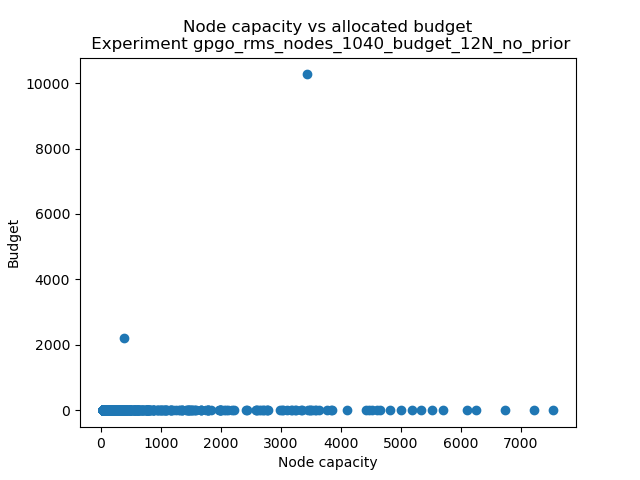 Node capacity vs allocated budget
Experiment gpgo_rms_nodes_1040_budget_12N_no_prior
10000
8000
6000
4000
2000
0
Budget
0 1000 2000 3000 4000 5000 6000 7000
Node capacity